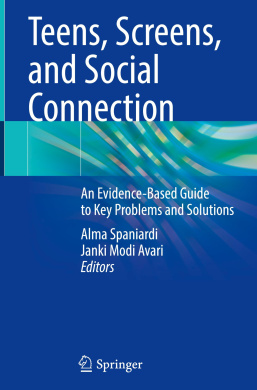 Teens, Screens,
and Social
Connection
An Evidence-Based Guide
to Key Problems and Solutions
Alma Spaniardi
Janki Modi Avari
Editors
Springer